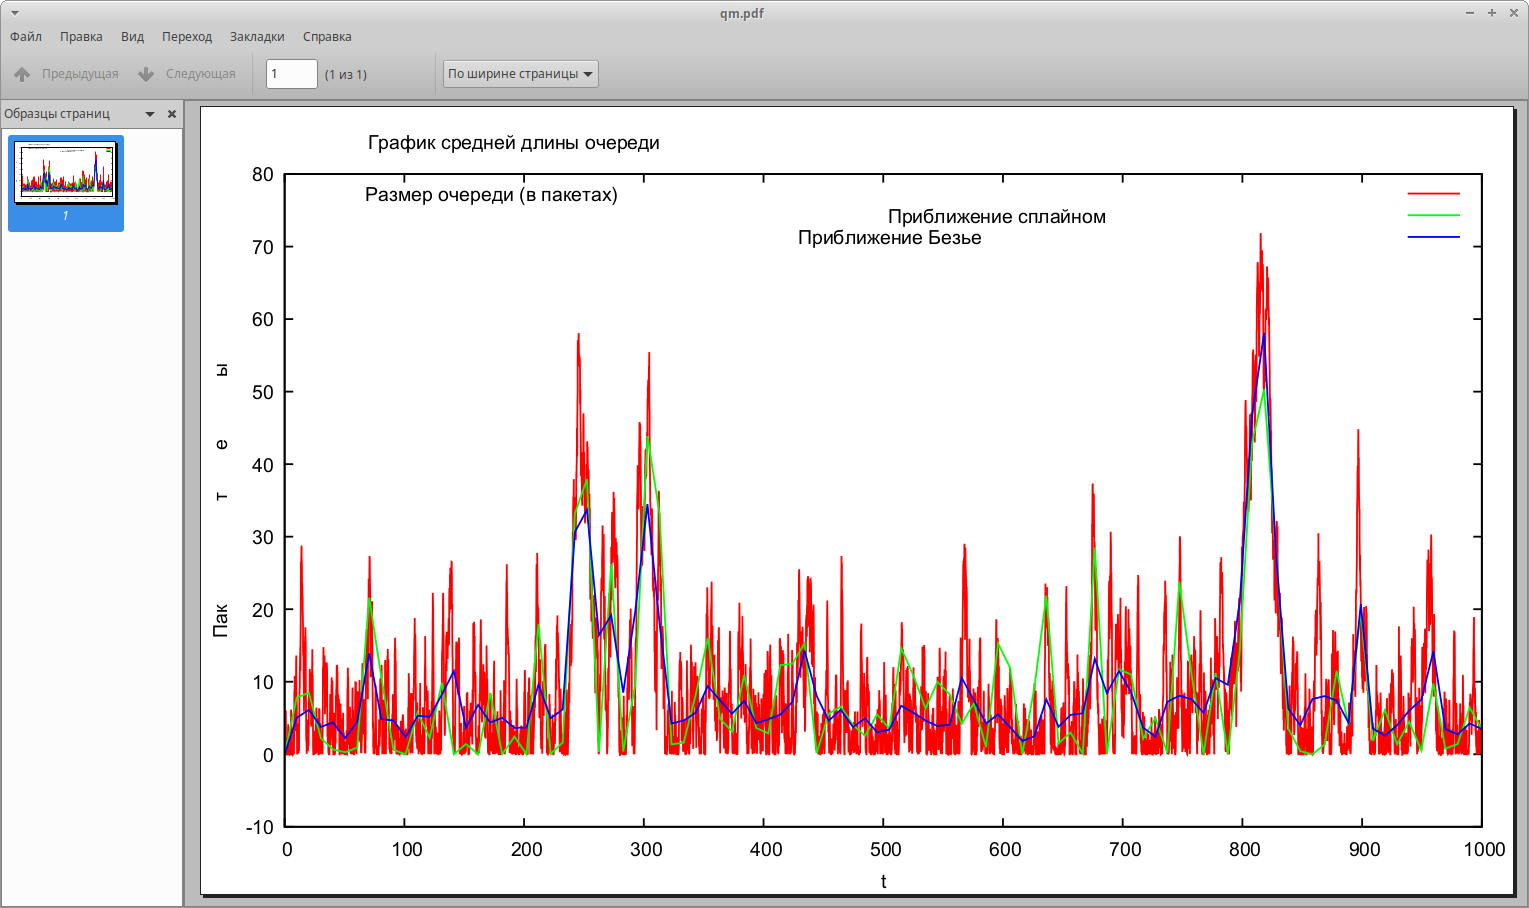 qm.pdf
Файл Правка Вид Переход Закладки Справка
Предыдущая Следующая 1 (1 из 1) По ширине страницы
Образцы страниц
1
График средней длины очереди
Размер очереди (в пакетах)
Приближение сплайном
Приближение Безье
80
70
60
50
40
30
20
10
0
-10
Пак т е ы
0 100 200 300 400 500 600 700 800 900 1000
t